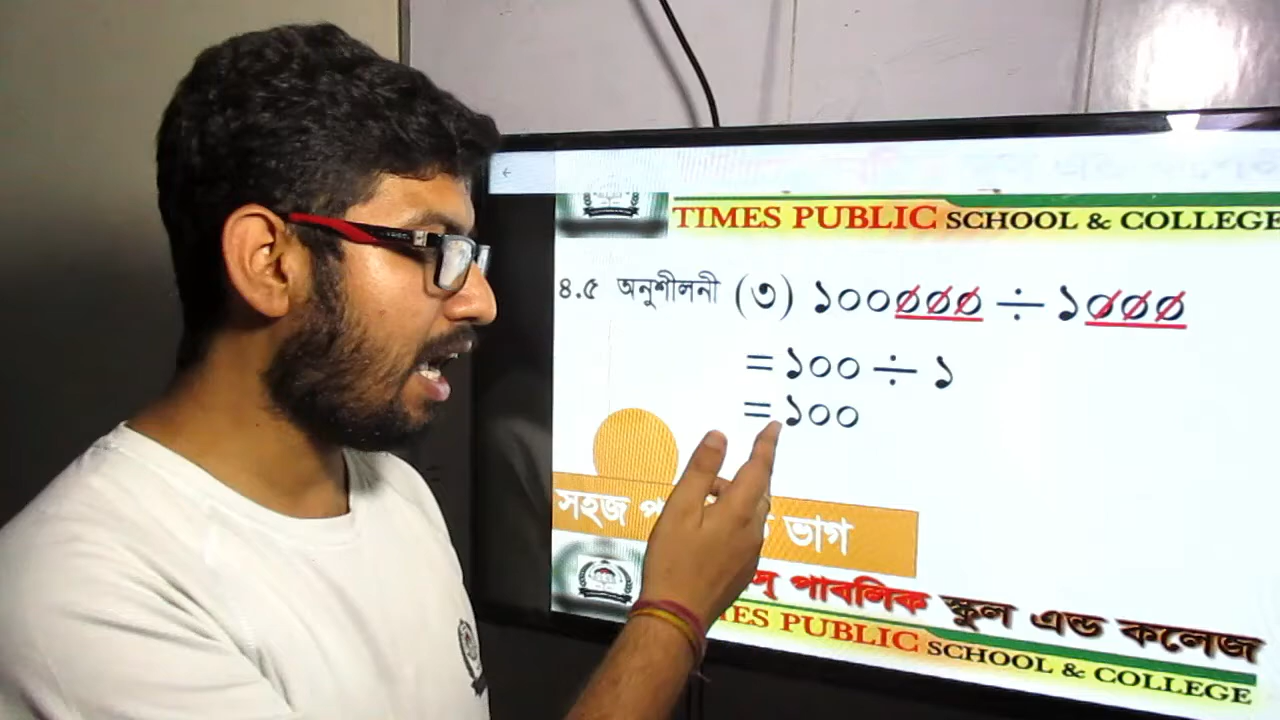 TIMES PUBLIC SCHOOL & COLLEGE
৪.৫ অনুশীলনী (৩) ১০০০০০ ÷ ১০০০
= ১০০ ÷ ১
= ১০০
সহজ ভাগ
পাবলিক স্কুল এন্ড কলেজ
PUBLIC SCHOOL & COLLEGE